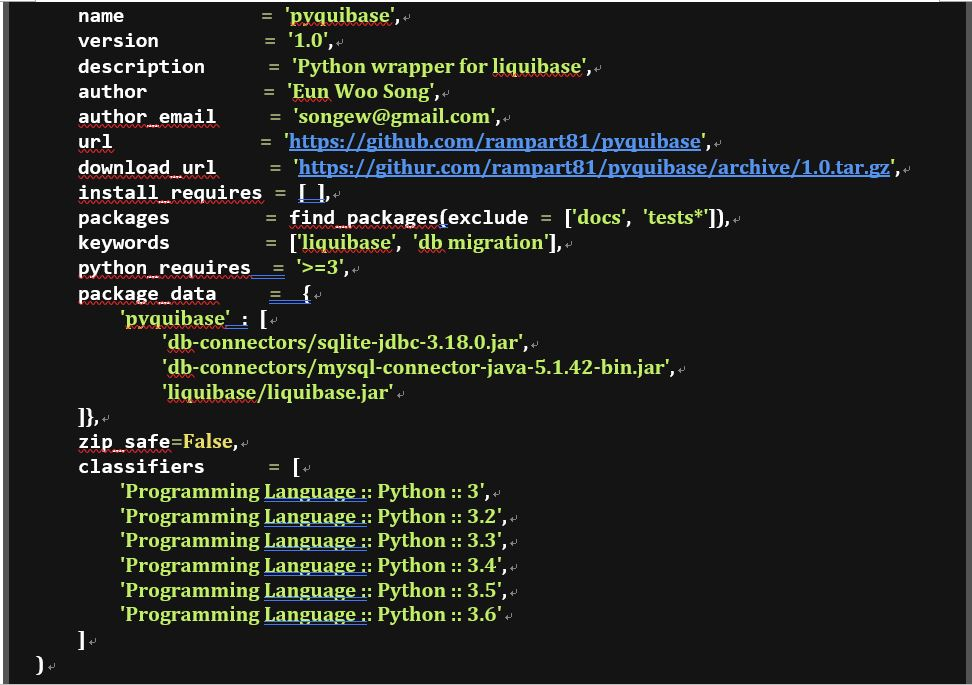 name = 'pyquibase',
version = '1.0',
description = 'Python wrapper for liquibase',
author = 'Eun Woo Song',
author_email = 'songew@gmail.com',
url = 'https://github.com/rampart81/pyquibase',
download_url = 'https://githur.com/rampart81/pyquibase/archive/1.0.tar.gz',
install_requires = [ ],
packages = find_packages(exclude = ['docs', 'tests*']),
keywords = ['liquibase', 'db migration'],
python_requires = '>=3',
package_data = {
'pyquibase' : [
'db-connectors/sqlite-jdbc-3.18.0.jar',
'db-connectors/mysql-connector-java-5.1.42-bin.jar',
'liquibase/liquibase.jar'
]},
zip_safe=False,
classifiers = [
'Programming Language :: Python :: 3',
'Programming Language :: Python :: 3.2',
'Programming Language :: Python :: 3.3',
'Programming Language :: Python :: 3.4',
'Programming Language :: Python :: 3.5',
'Programming Language :: Python :: 3.6'
]
)